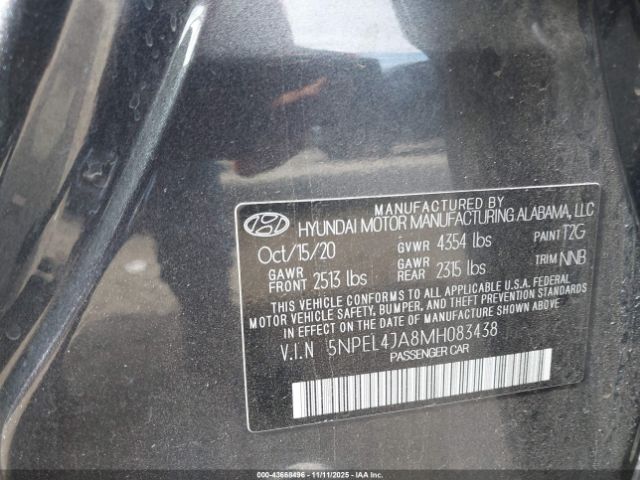 MANUFACTURED BY
HYUNDAI MOTOR MANUFACTURING ALABAMA, LLC
Oct/15/20 GVWR 4354 lbs PAINT T2G
GAWR FRONT 2513 lbs GAWR REAR 2315 lbs TRIM NNB
THIS VEHICLE CONFORMS TO ALL APPLICABLE U.S.A. FEDERAL
MOTOR VEHICLE SAFETY, BUMPER, AND THEFT PREVENTION STANDARDS
IN EFFECT ON THE DATE OF MANUFACTURE SHOWN ABOVE.
V.I.N 5NPEL4JA8MH083438
PASSENGER CAR
000-43668496 - 11/11/2025 - IAAI.COM